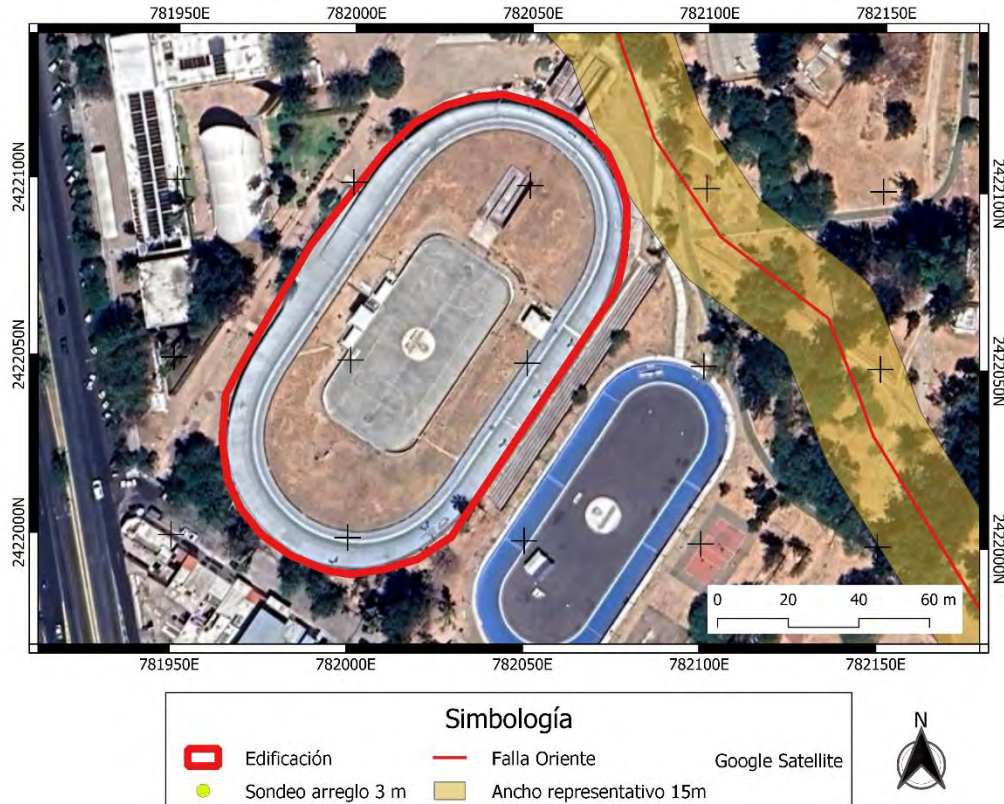 781950E 782000E 782050E 782100E 782150E
2422100N 2422100N
2422050N 2422050N
2422000N 2422000N
0 20 40 60 m
781950E 782000E 782050E 782100E 782150E
Simbología
N
Edificación Falla Oriente Google Satellite
Sondeo arreglo 3 m Ancho representativo 15m